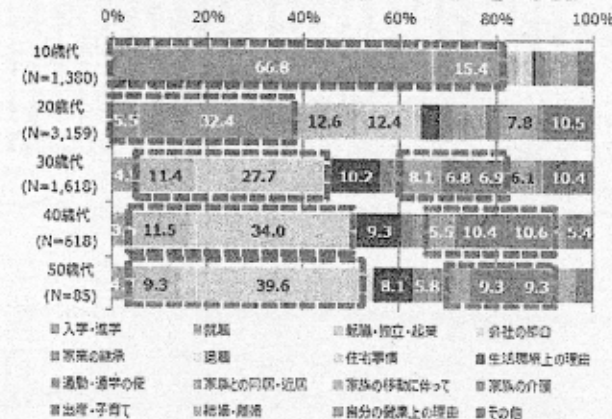 0% 20% 40% 60% 80% 100%
10歳代
(N=1,380)
66.8 15.4
20歳代
(N=3,159)
5.5 32.4 12.6 12.4 7.8 10.5
30歳代
(N=1,618)
4. 11.4 27.7 10.2 8.1 6.8 6.9 6.1 10.4
40歳代
(N=618)
3 11.5 34.0 9.3 5.5 10.4 10.6 5.4
50歳代
(N=85)
4. 9.3 39.6 8.1 5.8 9.3 9.3
入学・進学 就職 転職・独立・起業 会社の都合
家業の継承 退職 住宅事情 生活環境上の理由
通勤・通学の便 家族との同居・近居 家族の移動に伴って 家族の介護
出産・子育て 結婚・離婚 自分の健康上の理由 その他